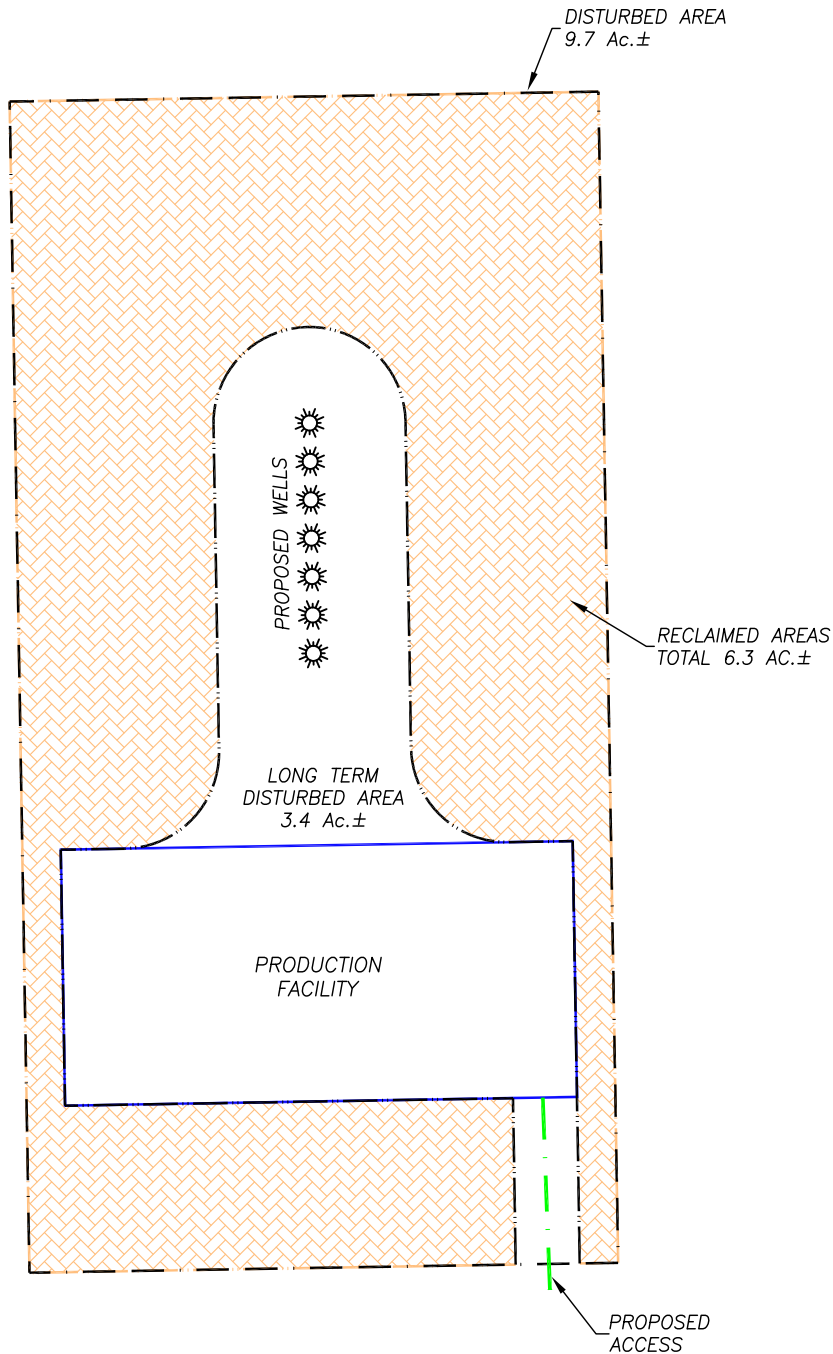 DISTURBED AREA
9.7 Ac.±
PROPOSED WELLS
RECLAIMED AREAS
TOTAL 6.3 AC.±
LONG TERM
DISTURBED AREA
3.4 Ac.±
PRODUCTION
FACILITY
PROPOSED
ACCESS